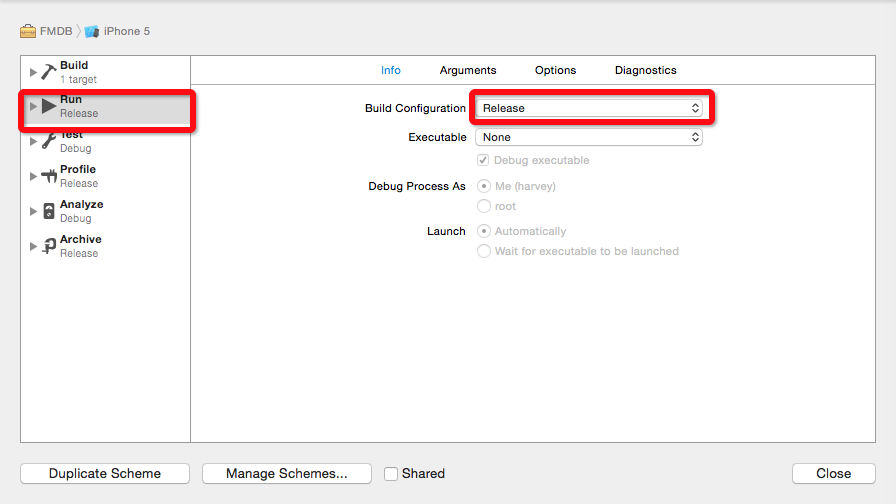 FMDB iPhone 5
Build
1 target
Run
Release
Test
Debug
Profile
Release
Analyze
Debug
Archive
Release
Info Arguments Options Diagnostics
Build Configuration Release
Executable None
Debug executable
Debug Process As Me (harvey)
root
Launch Automatically
Wait for executable to be launched
Duplicate Scheme Manage Schemes... Shared Close